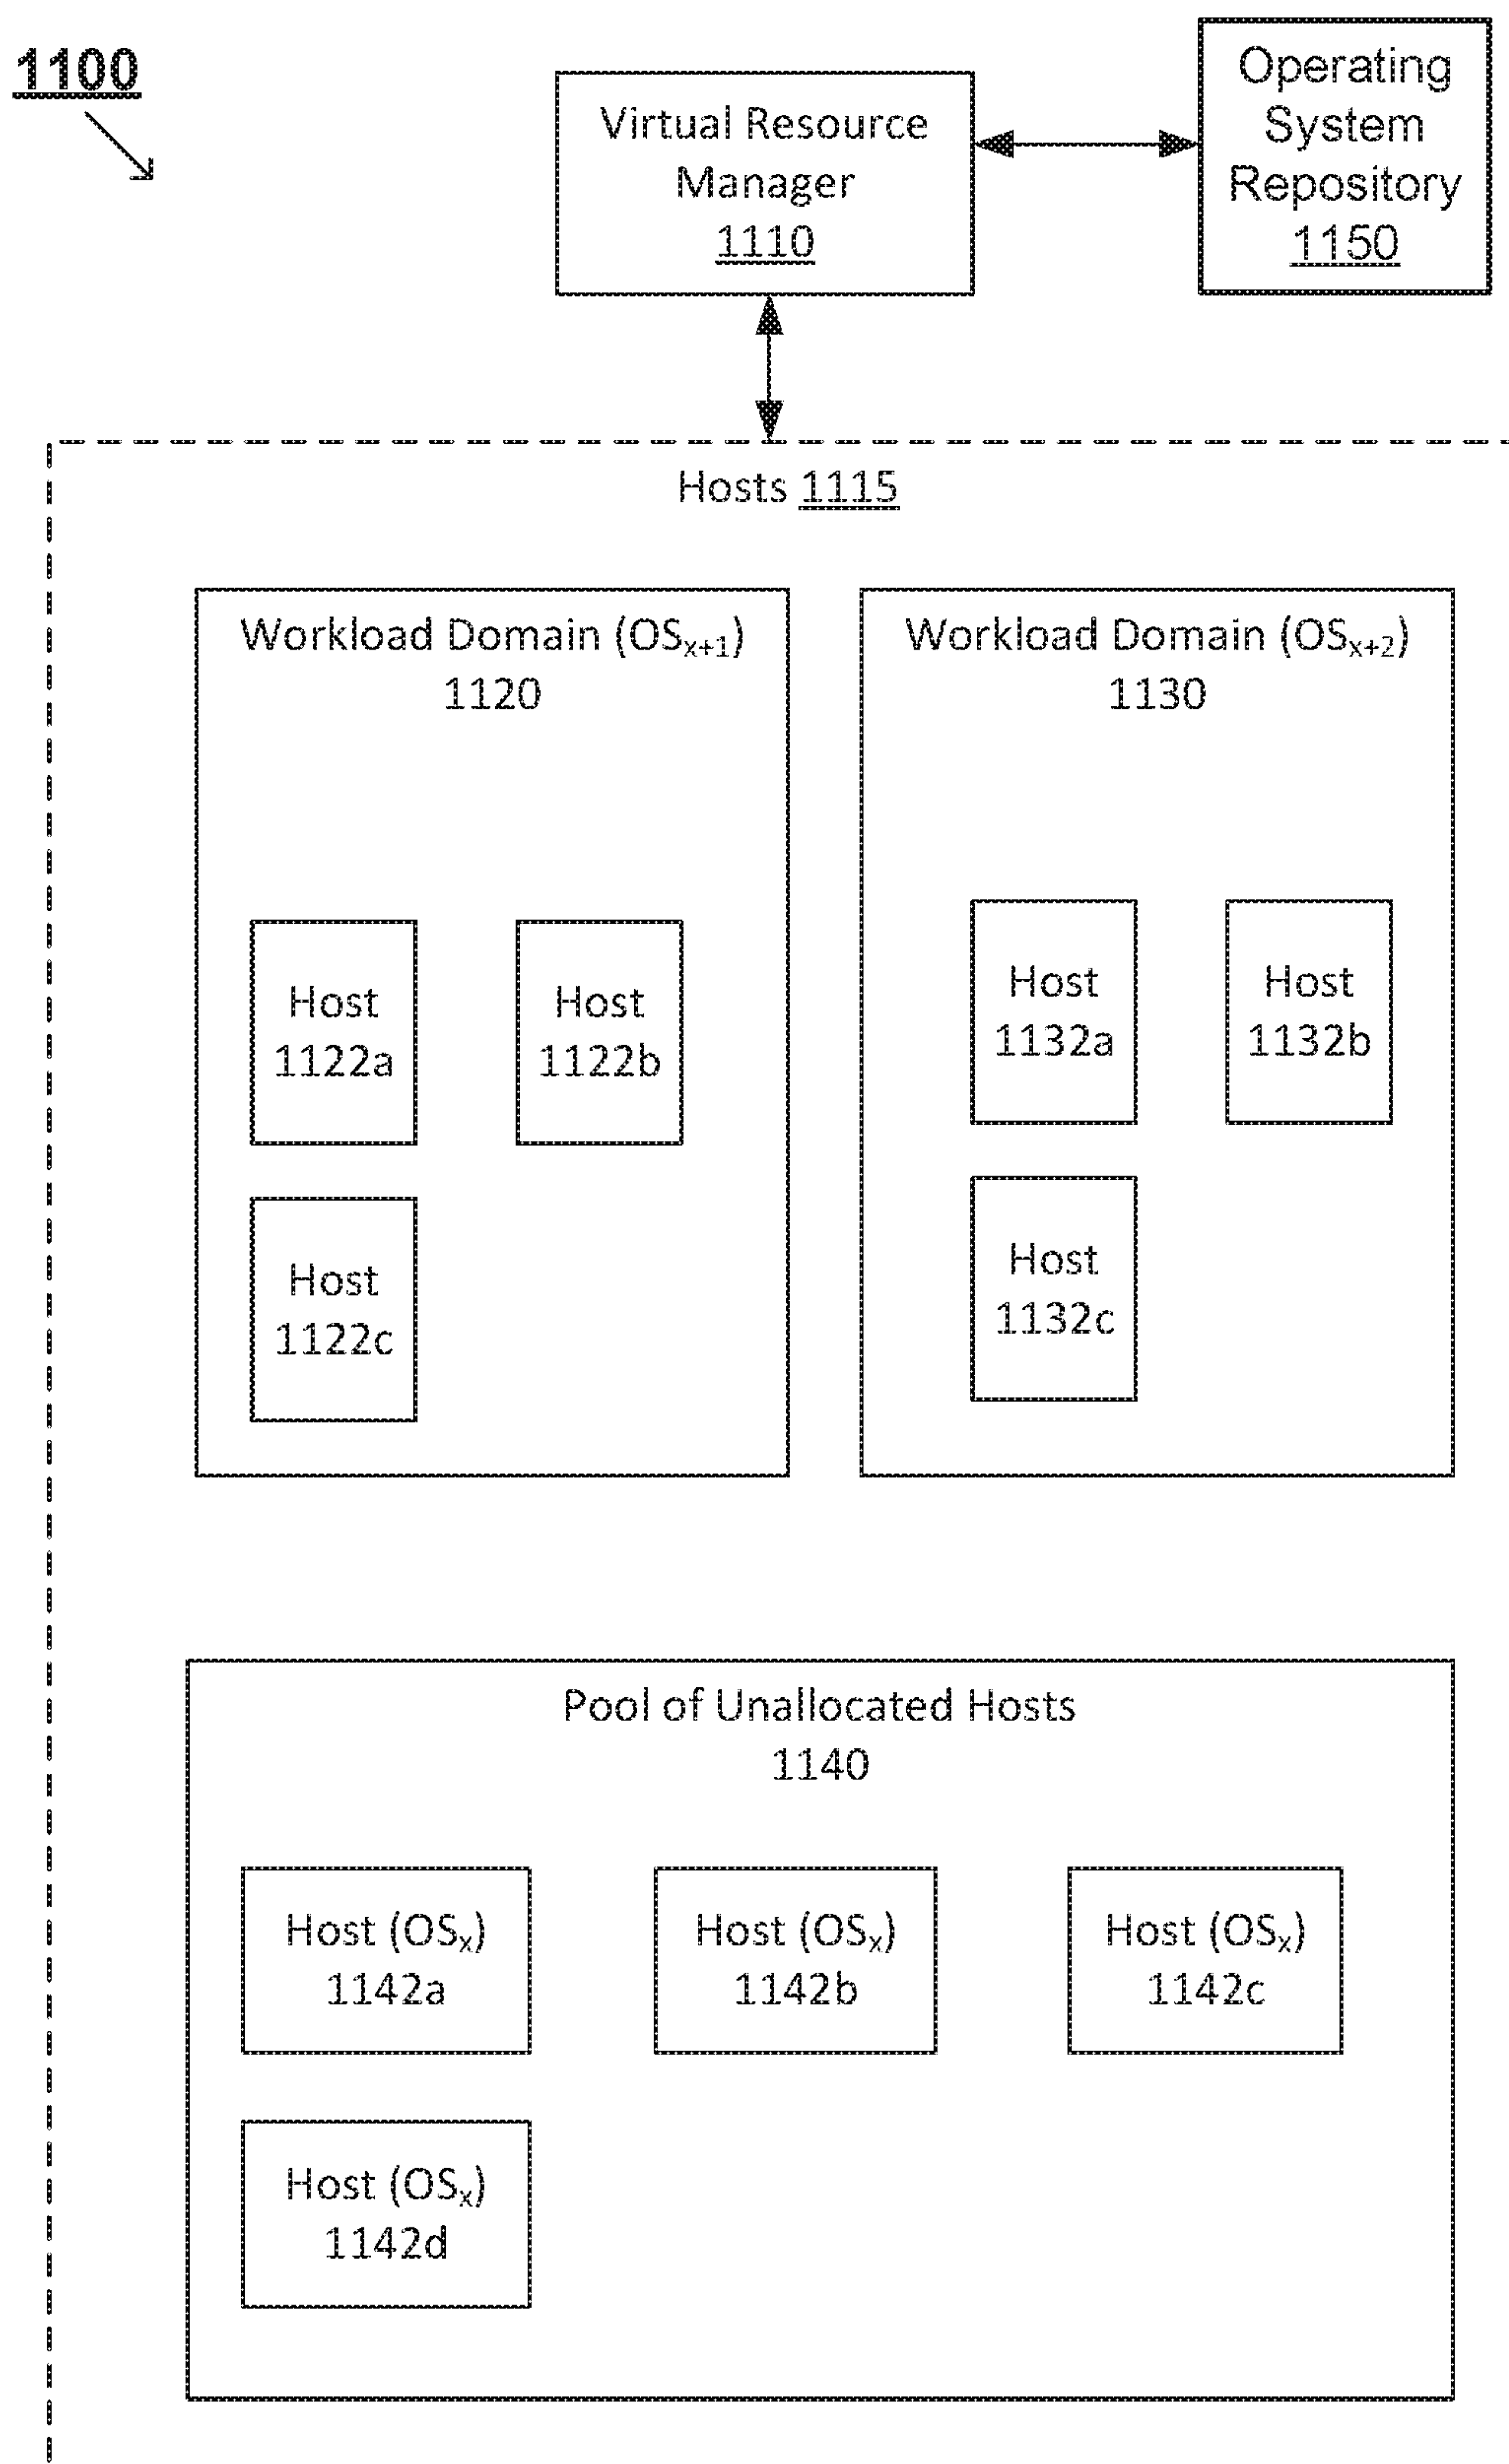 1100
Virtual Resource
Manager
1110
Operating
System
Repository
1150
Hosts 1115
Workload Domain (OSx+1)
1120
Workload Domain (OSx+2)
1130
Host
1122a
Host
1122b
Host
1122c
Host
1132a
Host
1132b
Host
1132c
Pool of Unallocated Hosts
1140
Host (OSx)
1142a
Host (OSx)
1142b
Host (OSx)
1142c
Host (OSx)
1142d